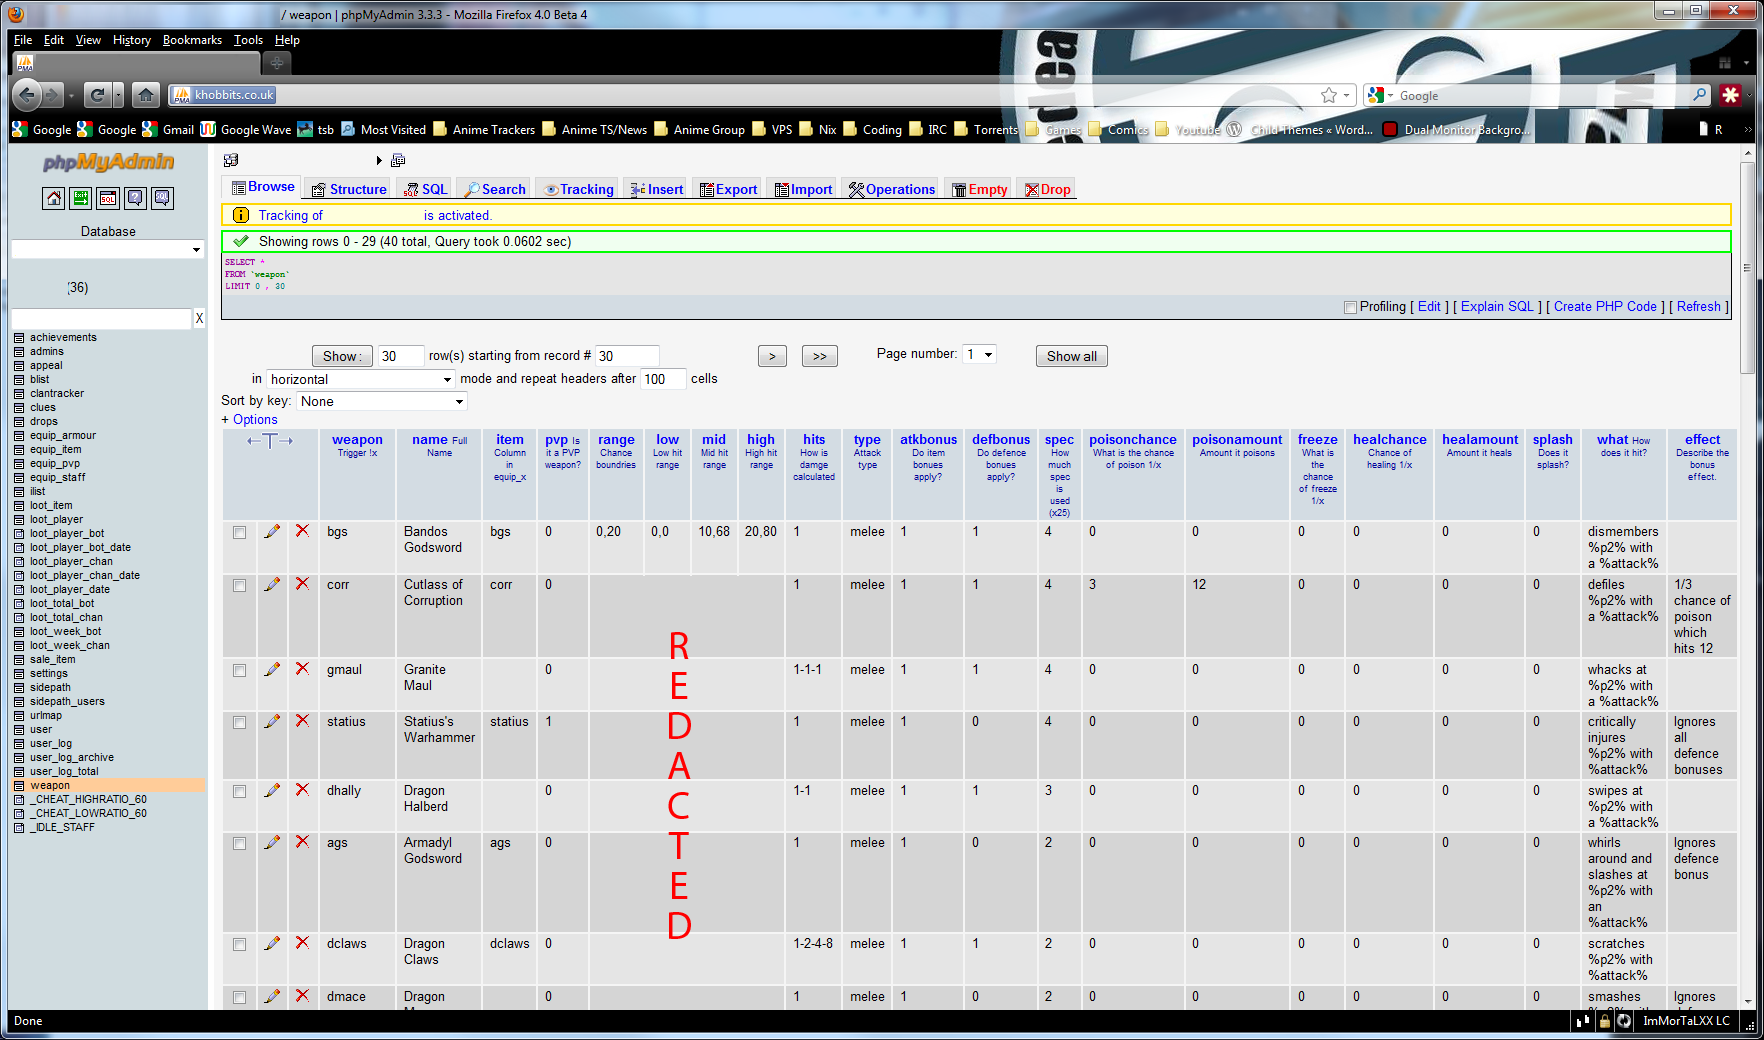 / weapon | phpMyAdmin 3.3.3 - Mozilla Firefox 4.0 Beta 4
File Edit View History Bookmarks Tools Help
khobbits.co.uk
Google
Google Google Gmail Google Wave tsb Most Visited Anime Trackers Anime TS/News Anime Group VPS Nix Coding IRC Torrents Games Comics Youtube Child Themes « Word... Dual Monitor Backgro... R
phpMyAdmin
Database
(36)
X
achievements
admins
appeal
blist
clantracker
clues
drops
equip_armour
equip_item
equip_pvp
equip_staff
ilist
loot_item
loot_player
loot_player_bot
loot_player_bot_date
loot_player_chan
loot_player_chan_date
loot_player_date
loot_total_bot
loot_total_chan
loot_week_bot
loot_week_chan
sale_item
settings
sidepath
sidepath_users
urlmap
user
user_log
user_log_archive
user_log_total
weapon
_CHEAT_HIGHRATIO_60
_CHEAT_LOWRATIO_60
_IDLE_STAFF
Browse Structure SQL Search Tracking Insert Export Import Operations Empty Drop
Tracking of is activated.
Showing rows 0 - 29 (40 total, Query took 0.0602 sec)
SELECT *
FROM `weapon`
LIMIT 0 , 30
Profiling [ Edit ] [ Explain SQL ] [ Create PHP Code ] [ Refresh ]
Show : 30 row(s) starting from record # 30 > >> Page number: 1 Show all
in horizontal mode and repeat headers after 100 cells
Sort by key: None
+ Options
weapon Trigger !x name Full Name item Column in equip_x pvp Is it a PVP weapon? range Chance boundries low Low hit range mid Mid hit range high High hit range hits How is damge calculated type Attack type atkbonus Do item bonuses apply? defbonus Do defence bonuses apply? spec How much spec is used (x25) poisonchance What is the chance of poison 1/x poisonamount Amount it poisons freeze What is the chance of freeze 1/x healchance Chance of healing 1/x healamount Amount it heals splash Does it splash? what How does it hit? effect Describe the bonus effect.
bgs Bandos Godsword bgs 0 0,20 0,0 10,68 20,80 1 melee 1 1 4 0 0 0 0 0 0 dismembers %p2% with a %attack%
corr Cutlass of Corruption corr 0 1 melee 1 1 4 3 12 0 0 0 0 defiles %p2% with a %attack% 1/3 chance of poison which hits 12
gmaul Granite Maul 0 1-1-1 melee 1 1 4 0 0 0 0 0 0 whacks at %p2% with a %attack%
statius Statius's Warhammer statius 1 1 melee 1 0 4 0 0 0 0 0 0 critically injures %p2% with %attack% Ignores all defence bonuses
dhally Dragon Halberd 0 1-1 melee 1 1 3 0 0 0 0 0 0 swipes at %p2% with a %attack%
ags Armadyl Godsword ags 0 1 melee 1 0 2 0 0 0 0 0 0 whirls around and slashes at %p2% with an %attack% Ignores defence bonus
dclaws Dragon Claws dclaws 0 1-2-4-8 melee 1 1 2 0 0 0 0 0 0 scratches %p2% with %attack%
dmace Dragon 0 1 melee 1 0 2 0 0 0 0 0 0 smashes Ignores
REDACTED
Done
ImMorTaLXX LC